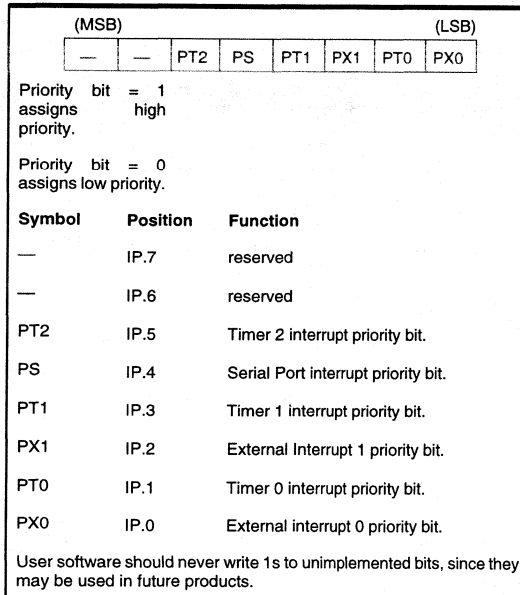 (MSB) (LSB)
— — PT2 PS PT1 PX1 PT0 PX0
Priority bit = 1
assigns high
priority.
Priority bit = 0
assigns low priority.
Symbol Position Function
— IP.7 reserved
— IP.6 reserved
PT2 IP.5 Timer 2 interrupt priority bit.
PS IP.4 Serial Port interrupt priority bit.
PT1 IP.3 Timer 1 interrupt priority bit.
PX1 IP.2 External Interrupt 1 priority bit.
PT0 IP.1 Timer 0 interrupt priority bit.
PX0 IP.0 External interrupt 0 priority bit.
User software should never write 1s to unimplemented bits, since they
may be used in future products.